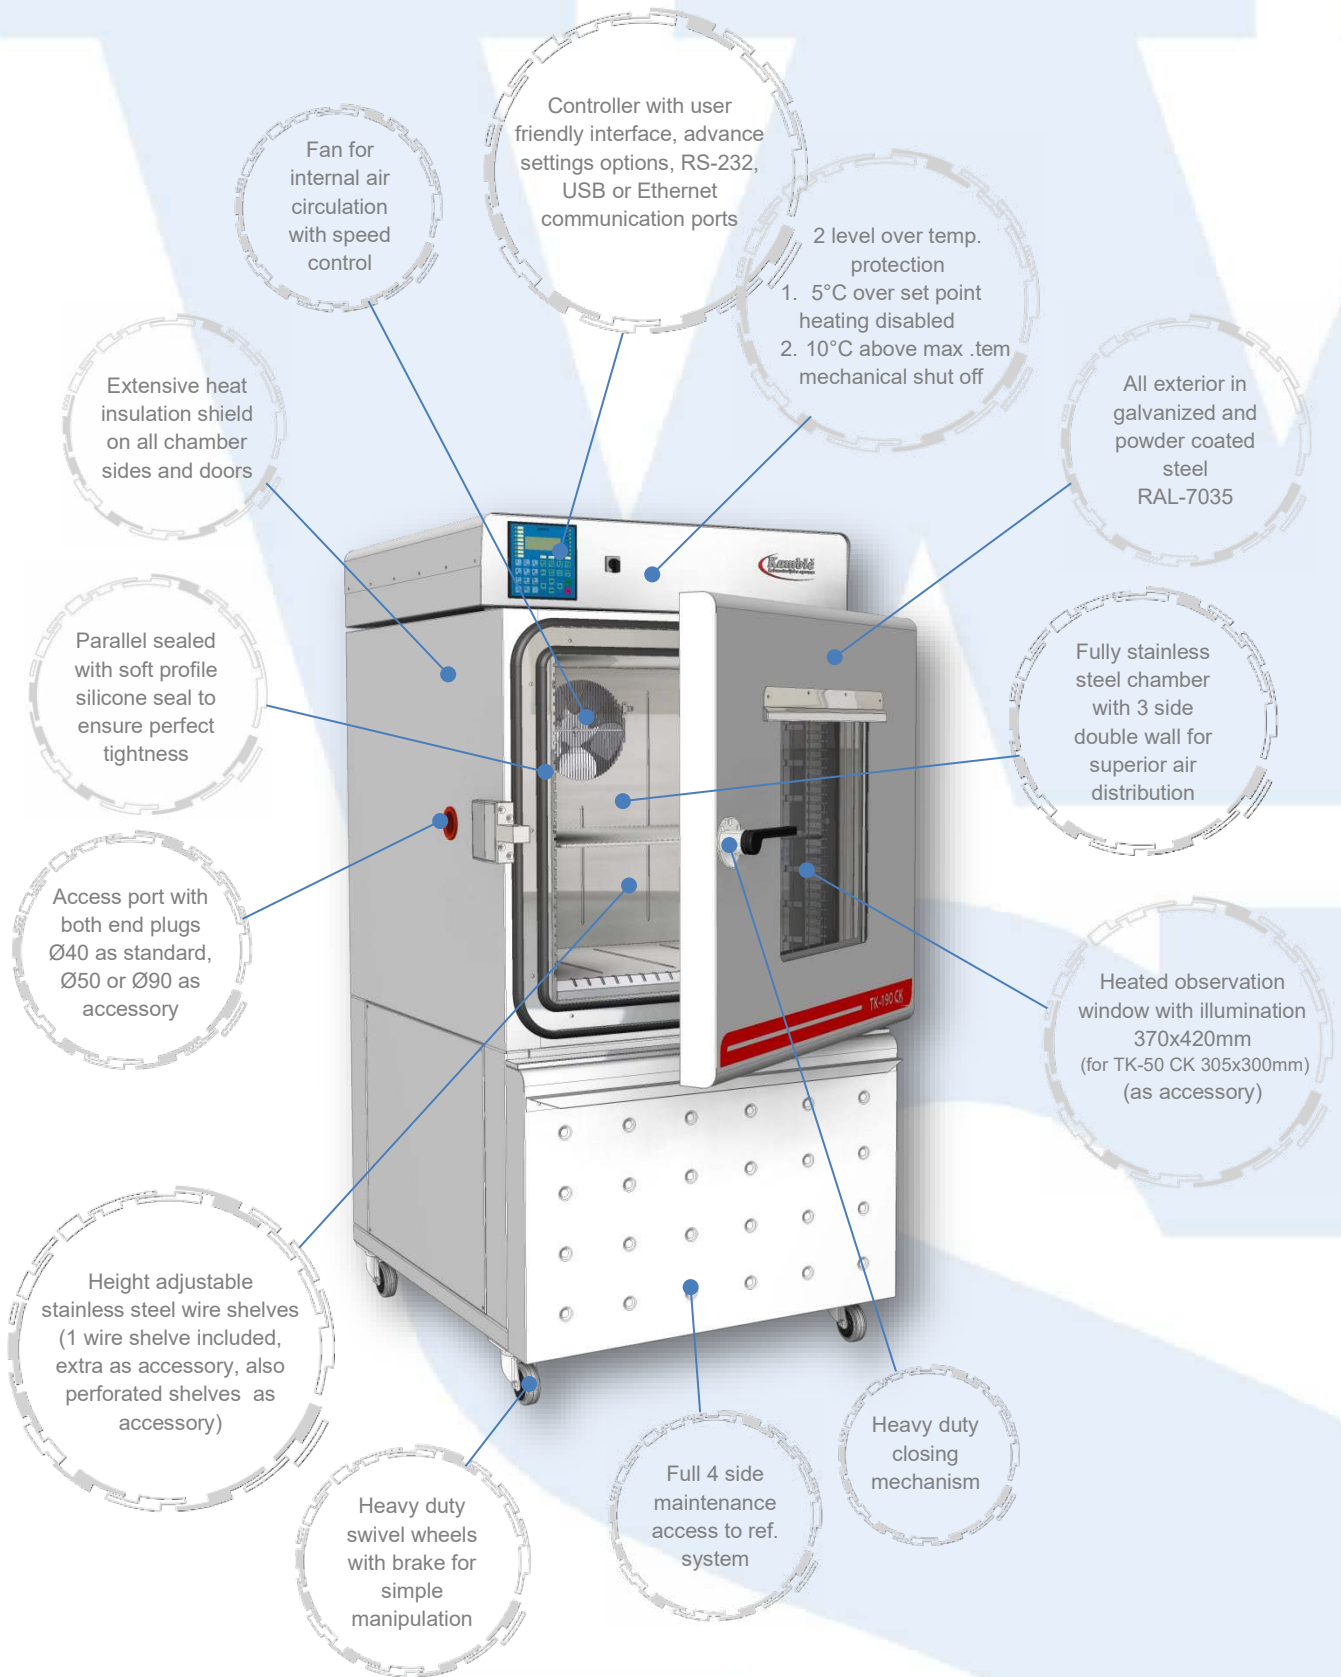 Controller with user
friendly interface, advance
settings options, RS-232,
USB or Ethernet
communication ports
Fan for
internal air
circulation
with speed
control
2 level over temp.
protection
1. 5°C over set point
heating disabled
2. 10°C above max .tem
mechanical shut off
Extensive heat
insulation shield
on all chamber
sides and doors
All exterior in
galvanized and
powder coated
steel
RAL-7035
Kambič
Parallel sealed
with soft profile
silicone seal to
ensure perfect
tightness
Fully stainless
steel chamber
with 3 side
double wall for
superior air
distribution
Access port with
both end plugs
Ø40 as standard,
Ø50 or Ø90 as
accessory
Heated observation
window with illumination
370x420mm
(for TK-50 CK 305x300mm)
(as accessory)
TK-190 CK
Height adjustable
stainless steel wire shelves
(1 wire shelve included,
extra as accessory, also
perforated shelves as
accessory)
Heavy duty
closing
mechanism
Full 4 side
maintenance
access to ref.
system
Heavy duty
swivel wheels
with brake for
simple
manipulation